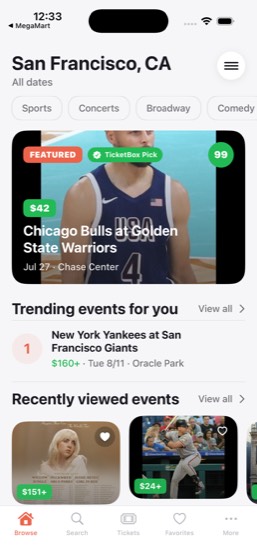 12:33
◀ MegaMart
San Francisco, CA
All dates
Sports
Concerts
Broadway
Comedy
FEATURED
TicketBox Pick
99
USA
4
$42
Chicago Bulls at Golden
State Warriors
Jul 27 · Chase Center
Trending events for you
View all
1
New York Yankees at San
Francisco Giants
$160+ · Tue 8/11 · Oracle Park
Recently viewed events
View all
$151+
$24+
Browse
Search
Tickets
Favorites
More